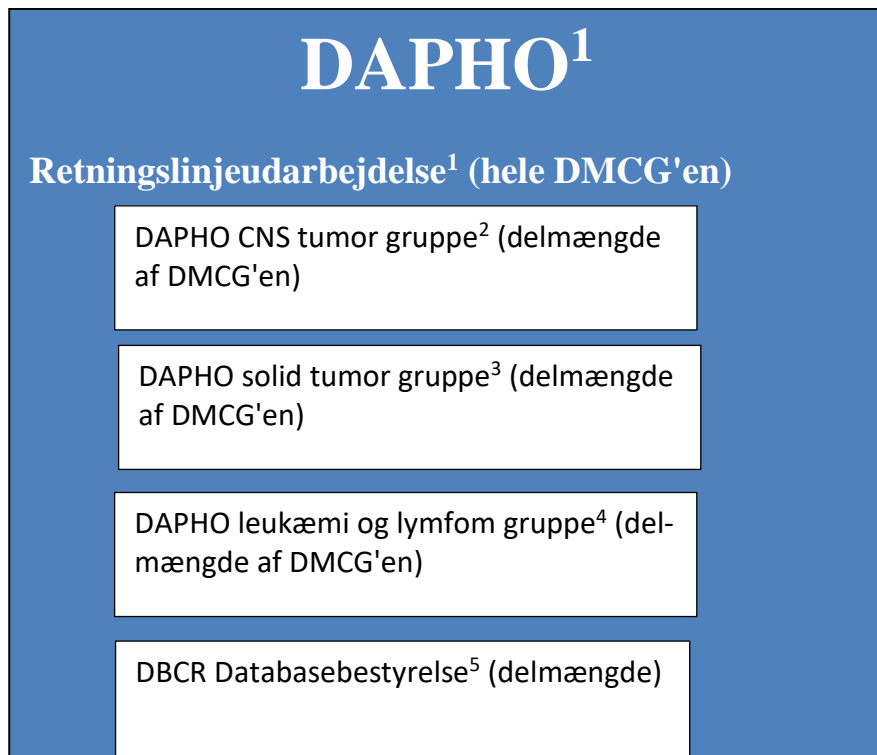 DAPHO¹
Retningslinjeudarbejdelse¹ (hele DMCG'en)
DAPHO CNS tumor gruppe² (delmængde
af DMCG'en)
DAPHO solid tumor gruppe³ (delmængde
af DMCG'en)
DAPHO leukæmi og lymfom gruppe⁴ (del-
mængde af DMCG'en)
DBCR Databasebestyrelse⁵ (delmængde)